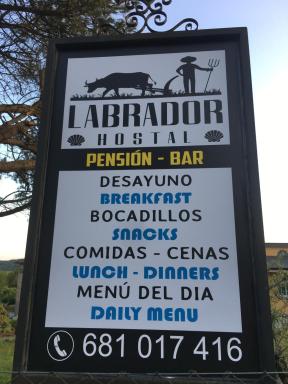 LABRADOR
HOSTAL
PENSIÓN - BAR
DESAYUNO
BREAKFAST
BOCADILLOS
SNACKS
COMIDAS - CENAS
LUNCH - DINNERS
MENÚ DEL DIA
DAILY MENU
681 017 416